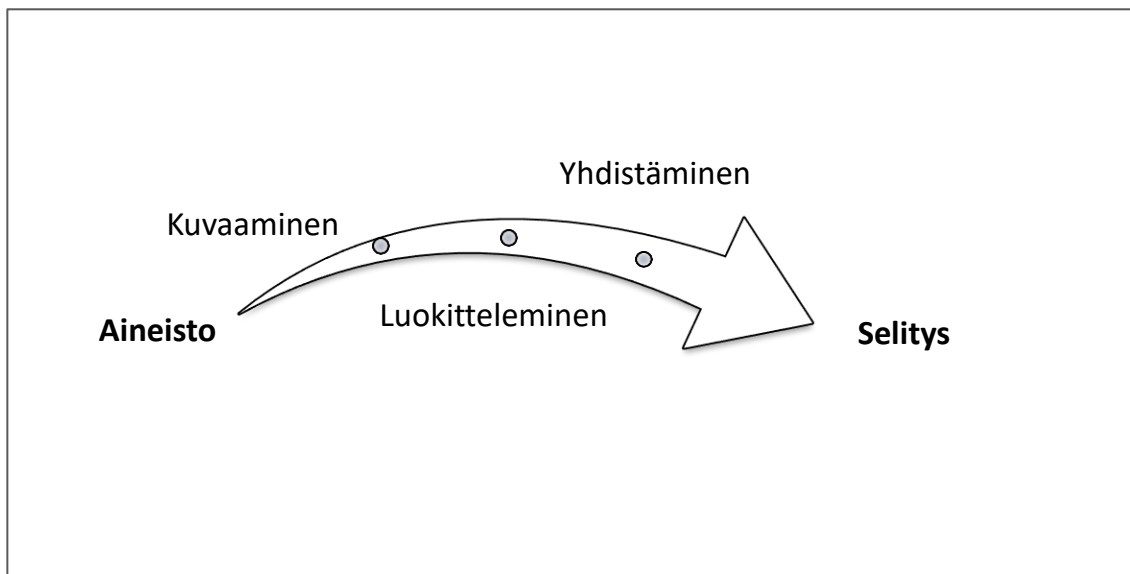 Yhdistäminen
Kuvaaminen
Luokitteleminen
Aineisto
Selitys